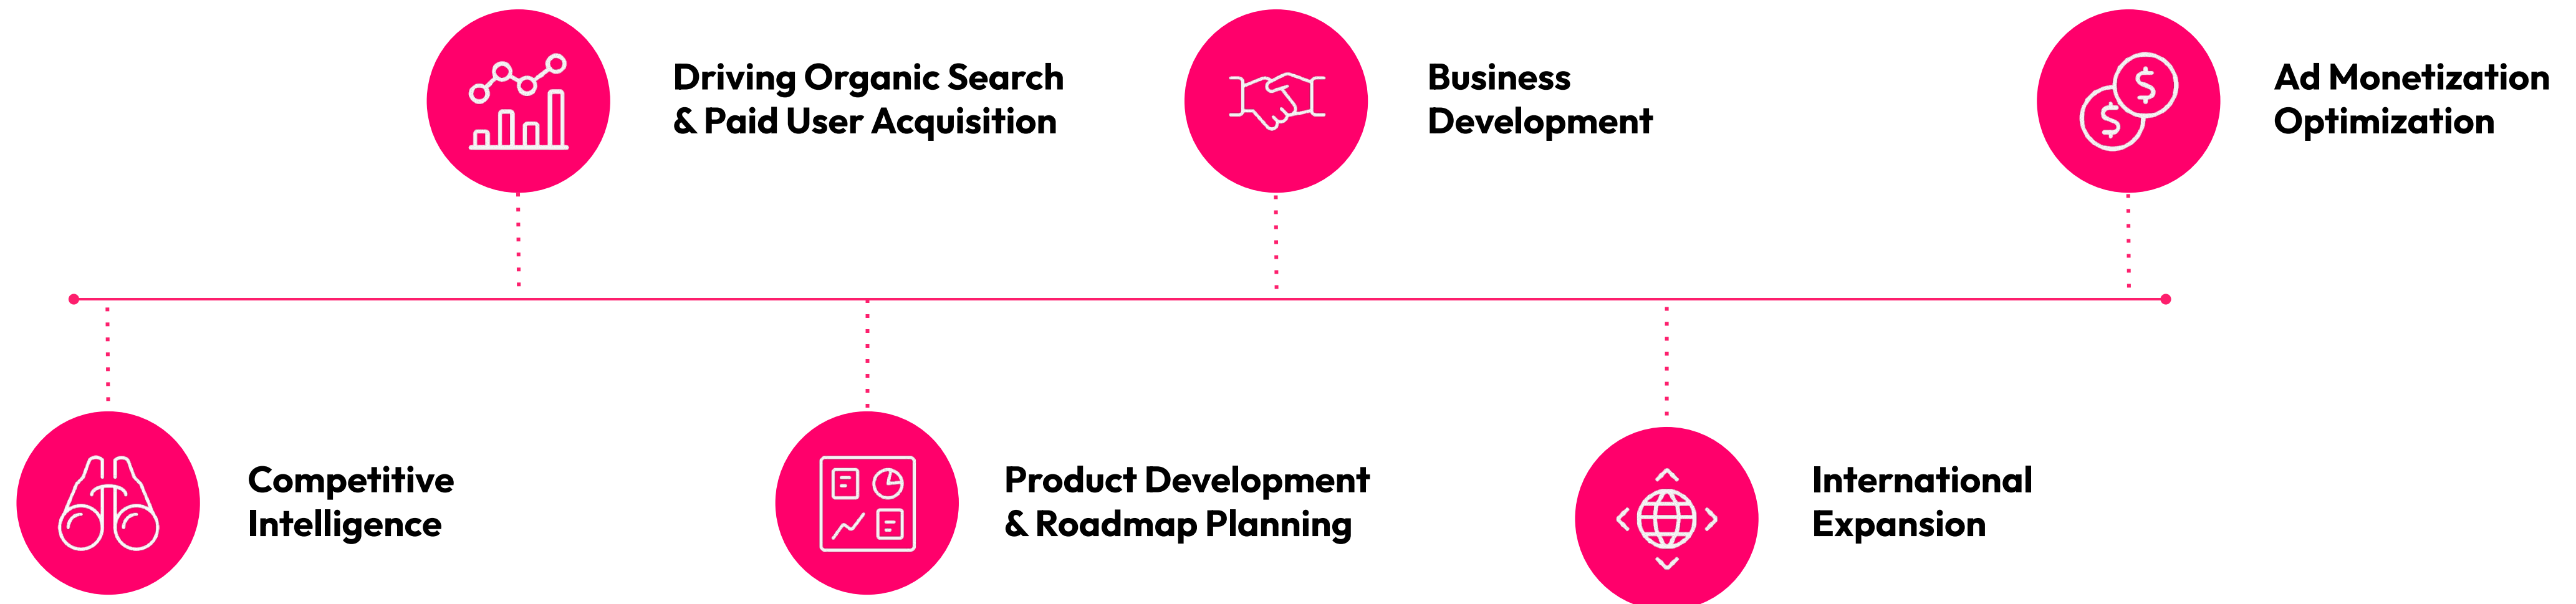 Driving Organic Search
& Paid User Acquisition
Business
Development
Ad Monetization
Optimization
Competitive
Intelligence
Product Development
& Roadmap Planning
International
Expansion
$
$